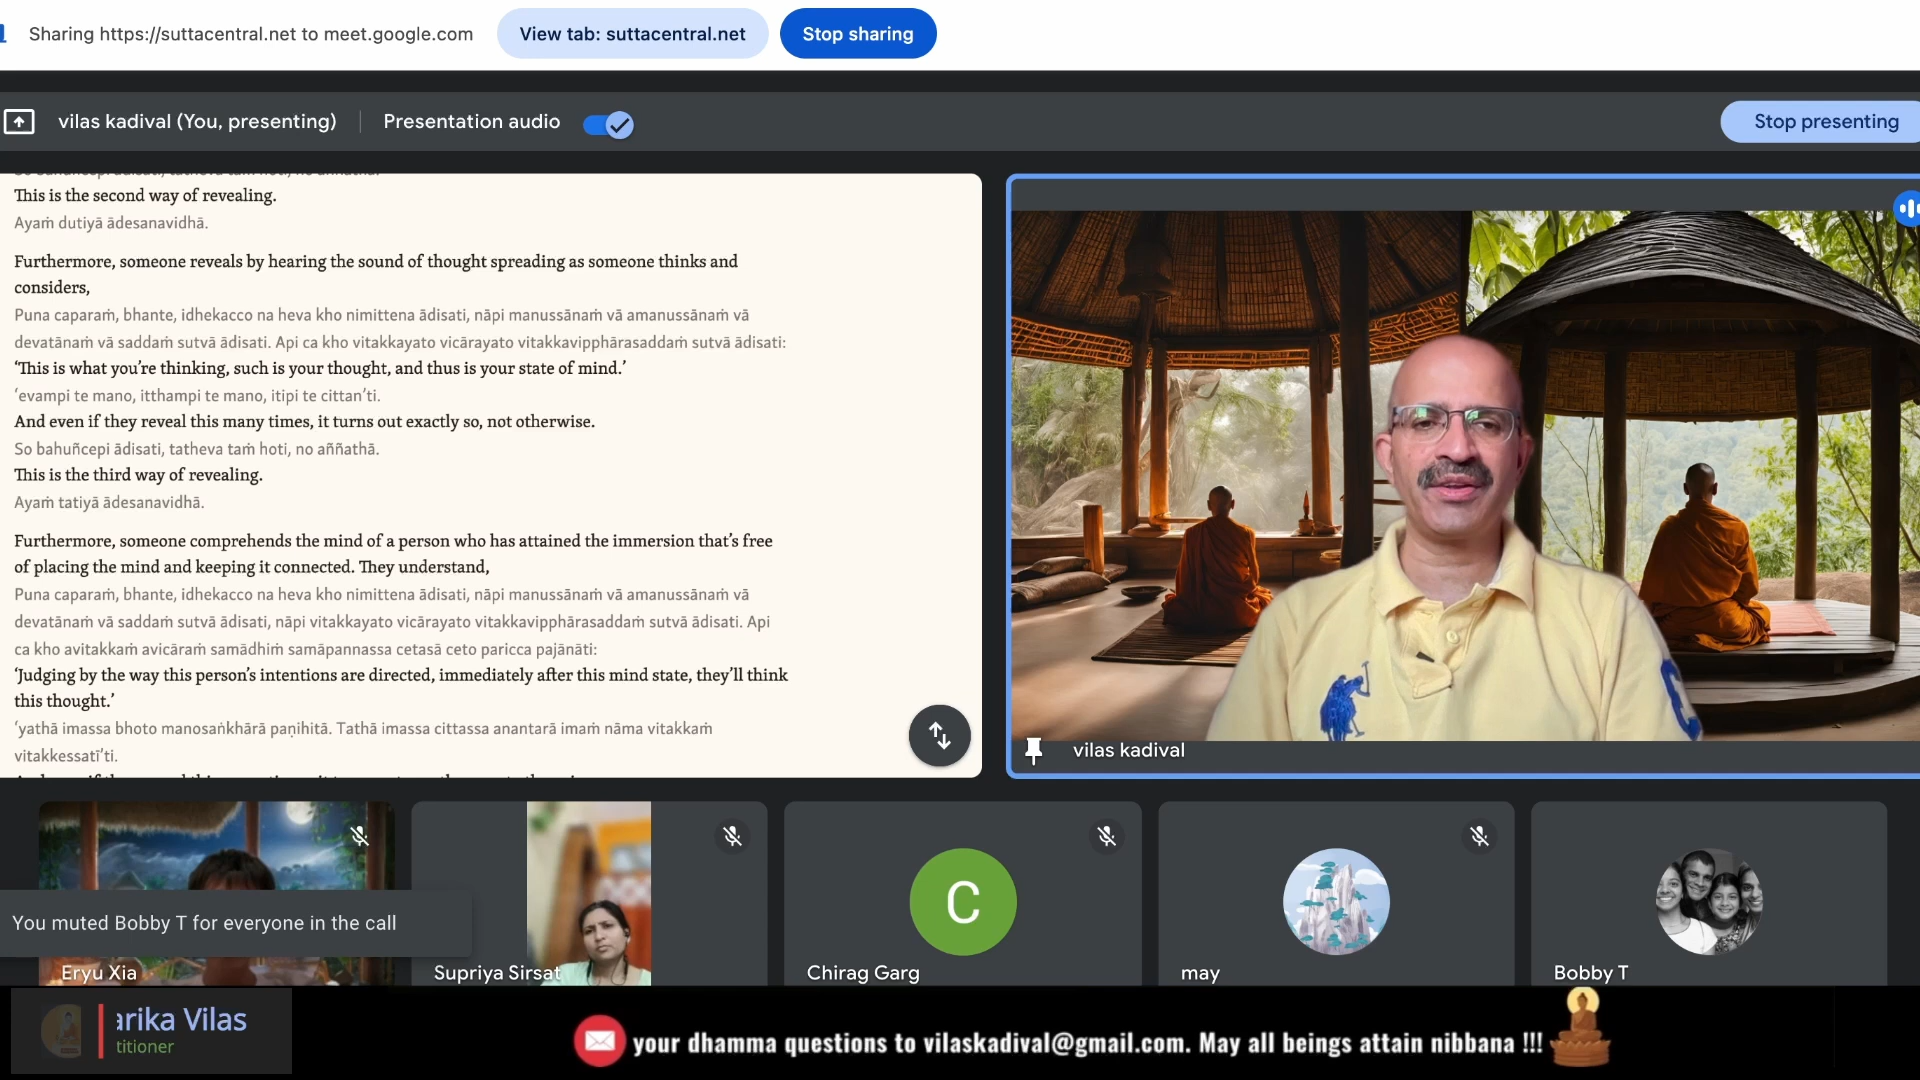 Sharing https://suttacentral.net to meet.google.com
View tab: suttacentral.net
Stop sharing
vilas kadival (You, presenting)
Presentation audio
Stop presenting
This is the second way of revealing.
Ayaṁ dutiyā ādesanavidhā.
Furthermore, someone reveals by hearing the sound of thought spreading as someone thinks and
considers,
Puna caparaṁ, bhante, idhekacco na heva kho nimittena ādisati, nāpi manussānaṁ vā amanussānaṁ vā
devatānaṁ vā saddaṁ sutvā ādisati. Api ca kho vitakkayato vicārayato vitakkavipphārasaddaṁ sutvā ādisati:
‘This is what you’re thinking, such is your thought, and thus is your state of mind.’
‘evampi te mano, itthampi te mano, itipi te cittan’ti.
And even if they reveal this many times, it turns out exactly so, not otherwise.
So bahuñcepi ādisati, tatheva taṁ hoti, no aññathā.
This is the third way of revealing.
Ayaṁ tatiyā ādesanavidhā.
Furthermore, someone comprehends the mind of a person who has attained the immersion that’s free
of placing the mind and keeping it connected. They understand,
Puna caparaṁ, bhante, idhekacco na heva kho nimittena ādisati, nāpi manussānaṁ vā amanussānaṁ vā
devatānaṁ vā saddaṁ sutvā ādisati, nāpi vitakkayato vicārayato vitakkavipphārasaddaṁ sutvā ādisati. Api
ca kho avitakkaṁ avicāraṁ samādhiṁ samāpannassa cetasā ceto paricca pajānāti:
‘Judging by the way this person’s intentions are directed, immediately after this mind state, they’ll think
this thought.’
‘yathā imassa bhoto manosaṅkhārā paṇihitā. Tathā imassa cittassa anantarā imaṁ nāma vitakkaṁ
vitakkessatī’ti.
vilas kadival
You muted Bobby T for everyone in the call
Eryu Xia
Supriya Sirsat
C
Chirag Garg
may
Bobby T
arika Vilas
titioner
your dhamma questions to vilaskadival@gmail.com. May all beings attain nibbana !!!